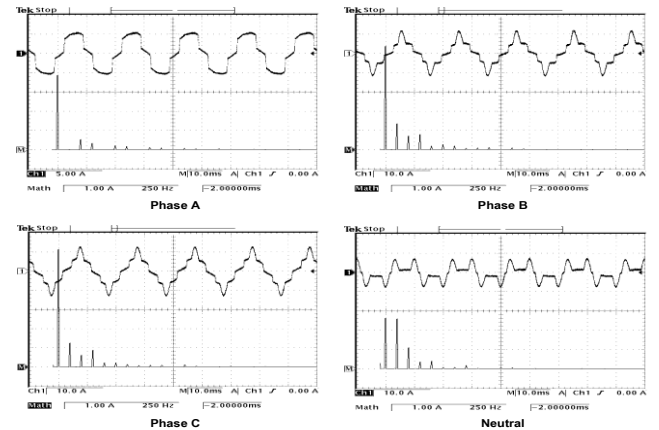 Tek Stop
1
M
Ch1 5.00 A M 10.0ms A Ch1 ∫ 0.00 A
Math 1.00 A 250 Hz -2.00000ms
Phase A
Tek Stop
1
M
Ch1 10.0 A M 10.0ms A Ch1 ∫ 0.00 A
Math 1.00 A 250 Hz -2.00000ms
Phase B
Tek Stop
1
M
Ch1 10.0 A M 10.0ms A Ch1 ∫ 0.00 A
Math 1.00 A 250 Hz -2.00000ms
Phase C
Tek Stop
1
M
Ch1 10.0 A M 10.0ms A Ch1 ∫ 0.00 A
Math 1.00 A 250 Hz -2.00000ms
Neutral